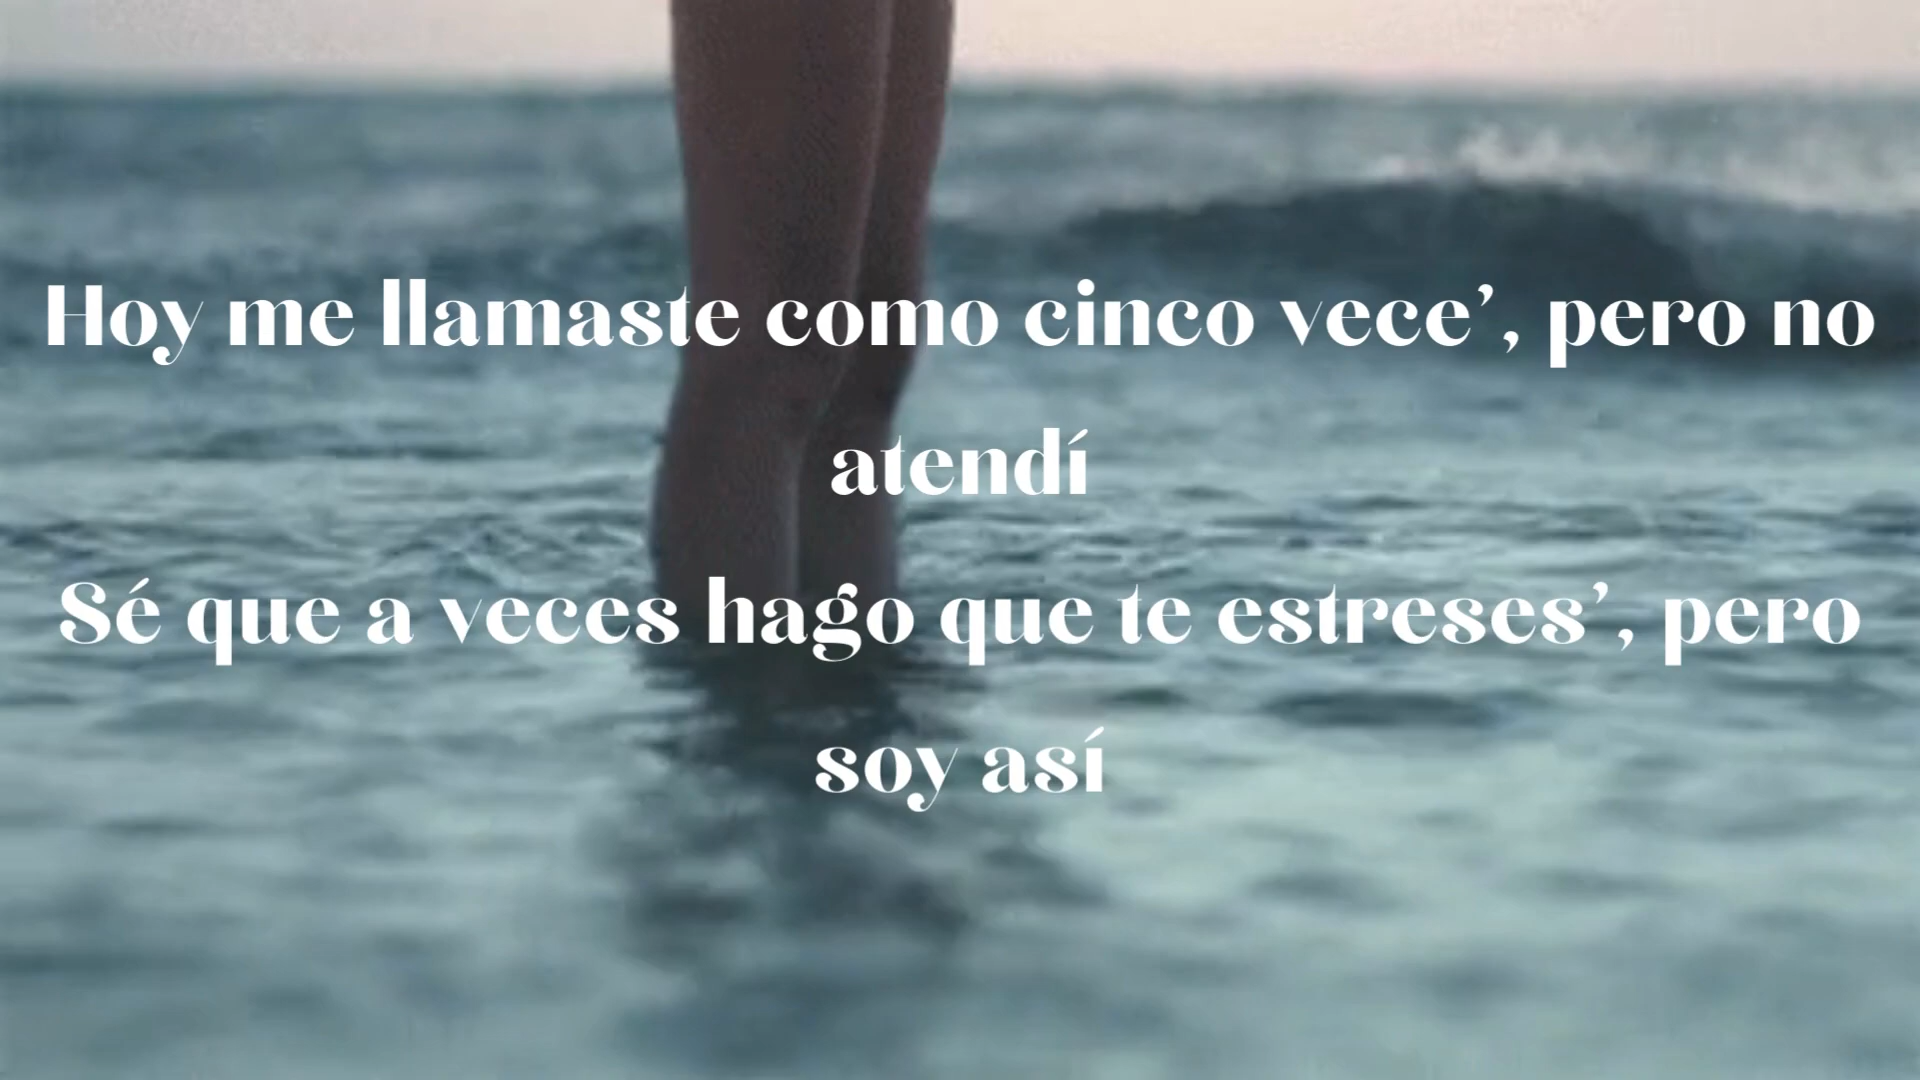 Hoy me llamaste como cinco vece’, pero no
atendí
Sé que a veces hago que te estreses’, pero
soy así